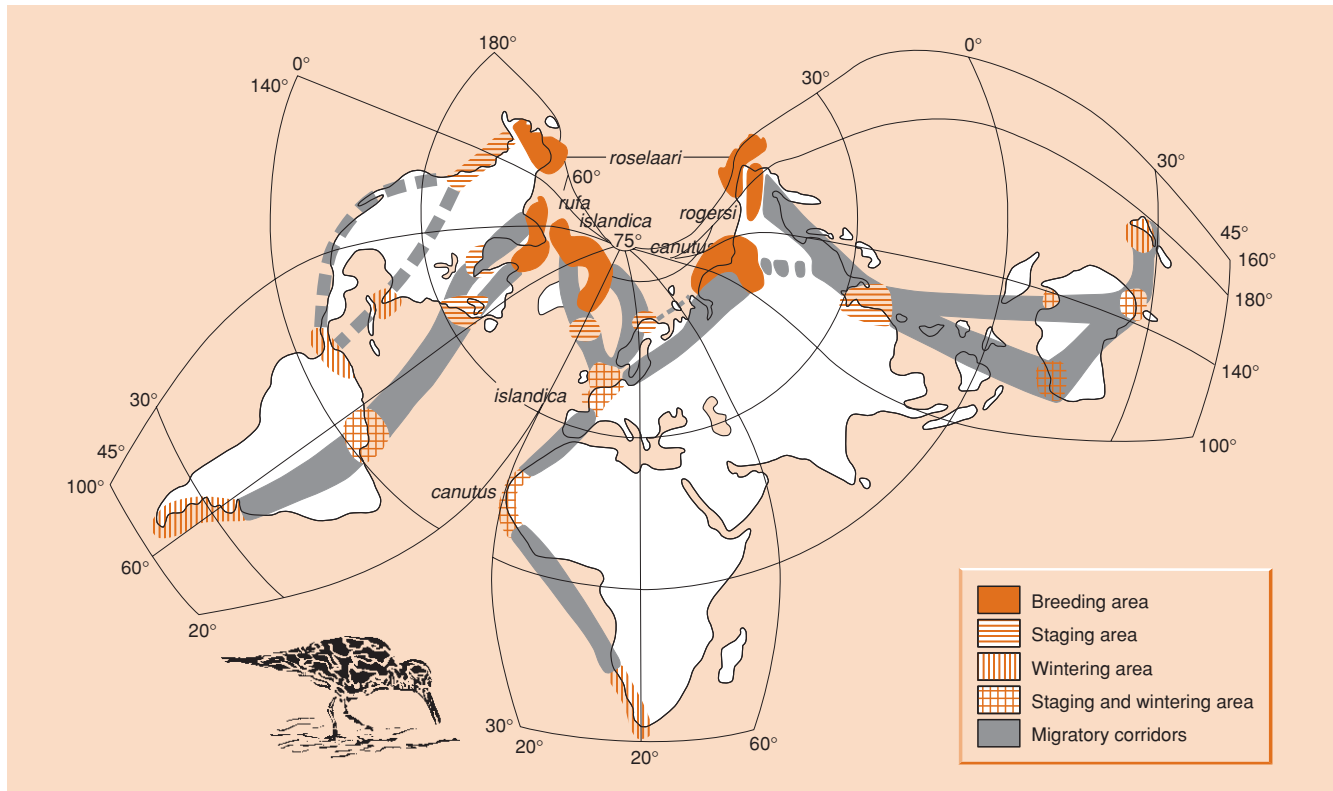 180°
0°
0°
140°
30°
roselaari
30°
60°
rufa
islandica
rogersi
45°
75°
canutus
160°
180°
140°
islandica
30°
45°
100°
canutus
100°
60°
20°
30°
20°
20°
60°
Breeding area
Staging area
Wintering area
Staging and wintering area
Migratory corridors